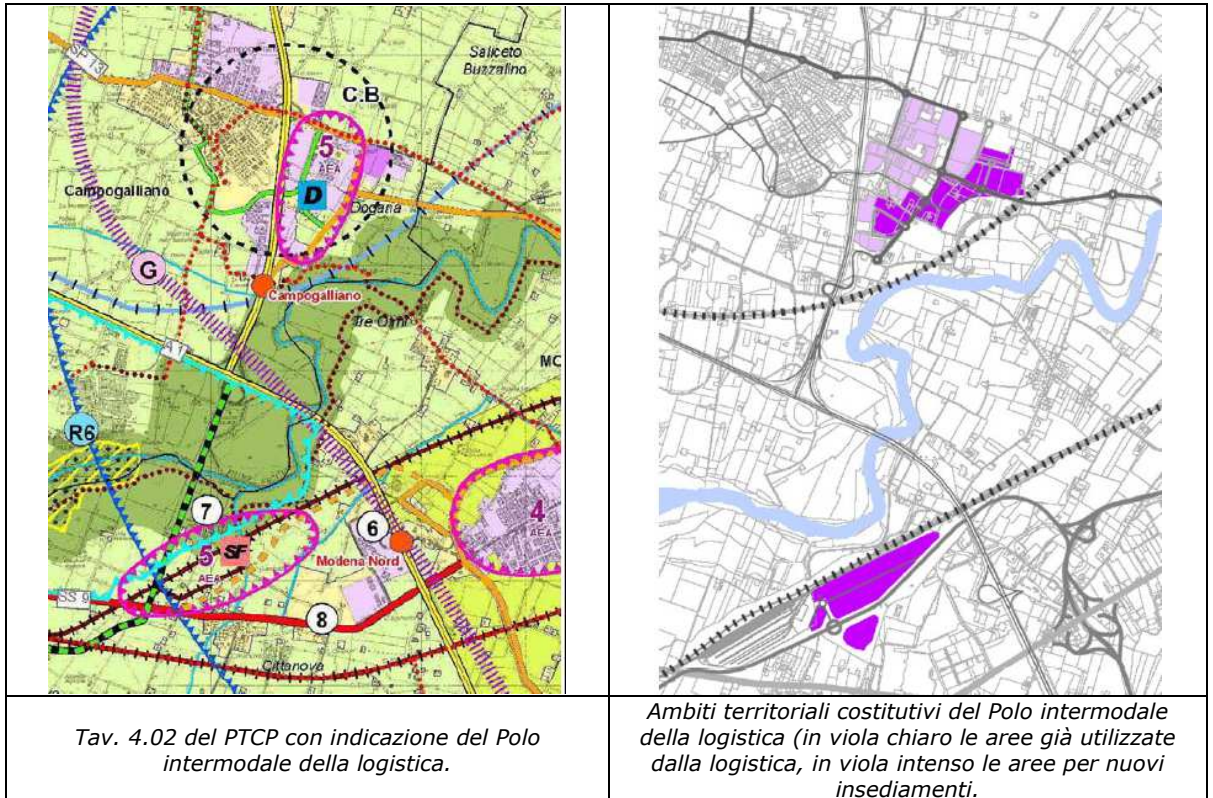 SP 13
Saliceto
Buzzalino
C.B
5
AEA
D
Campogalliano
Dogana
G
Campogalliano
Tre Olmi
A 1
MO
R6
7
5
SF
AEA
6
4
AEA
Modena Nord
SS 9
8
Cittanova
Tav. 4.02 del PTCP con indicazione del Polo
intermodale della logistica.
Ambiti territoriali costitutivi del Polo intermodale
della logistica (in viola chiaro le aree già utilizzate
dalla logistica, in viola intenso le aree per nuovi
insediamenti.